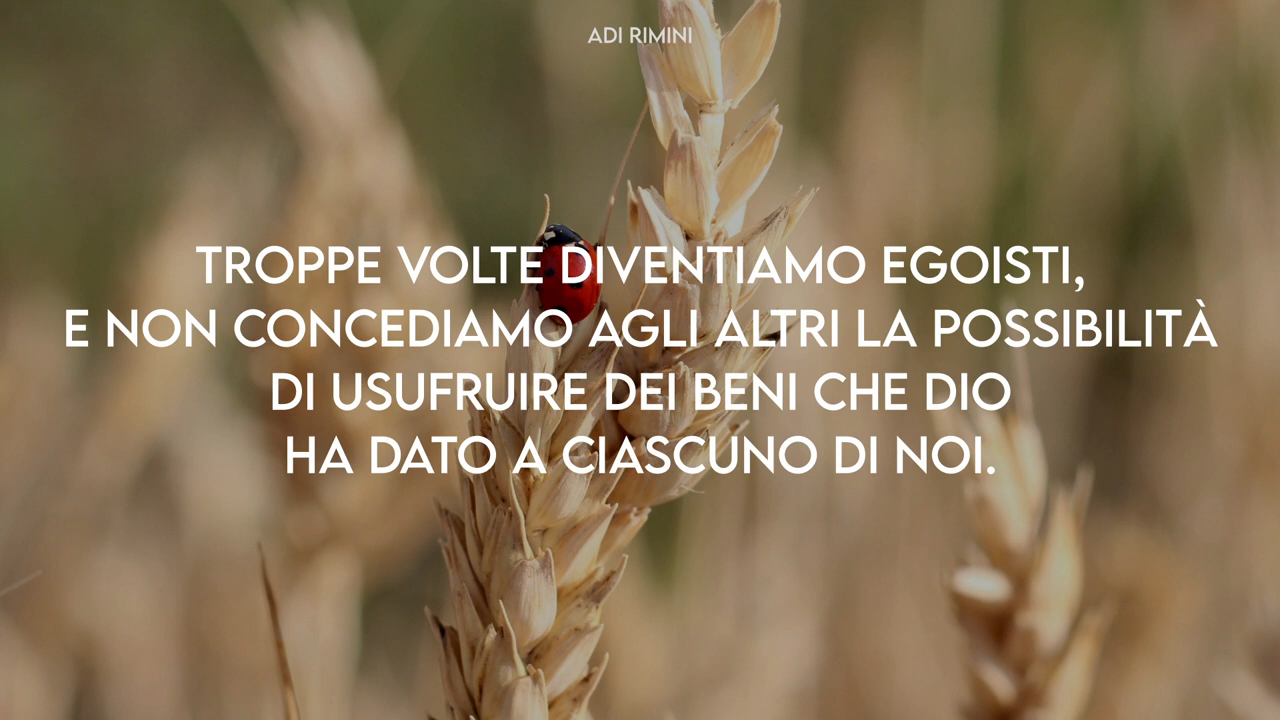 ADI RIMINI
TROPPE VOLTE DIVENTIAMO EGOISTI,
E NON CONCEDIAMO AGLI ALTRI LA POSSIBILITÀ
DI USUFRUIRE DEI BENI CHE DIO
HA DATO A CIASCUNO DI NOI.